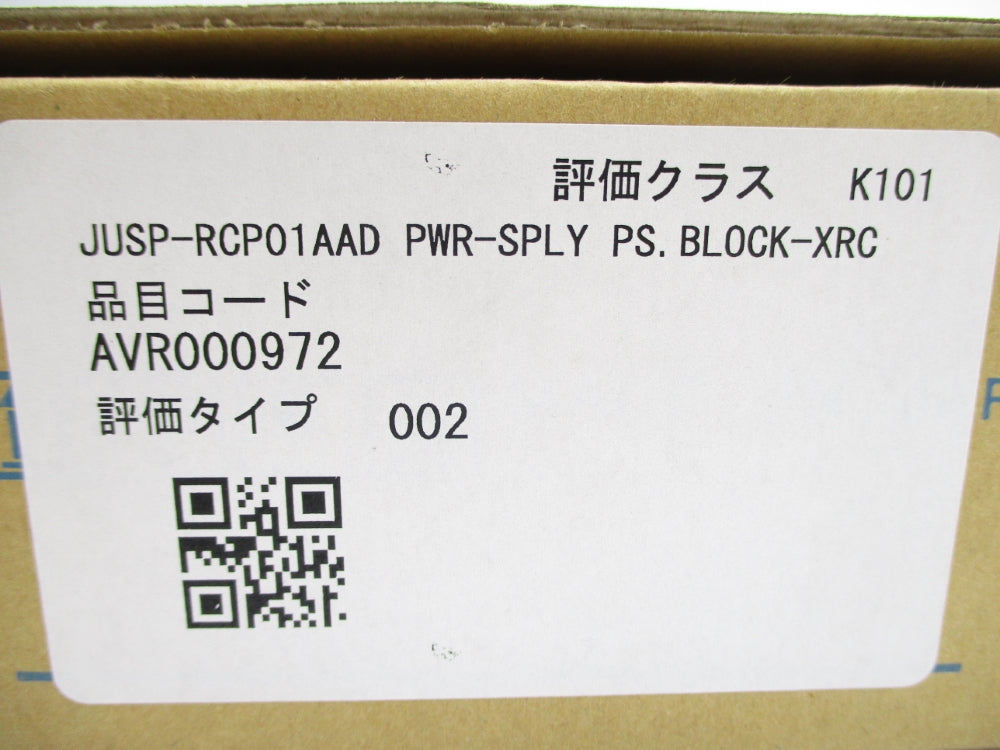 評価クラス K101
JUSP-RCP01AAD PWR-SPLY PS.BLOCK-XRC
品目コード
AVR000972
評価タイプ 002